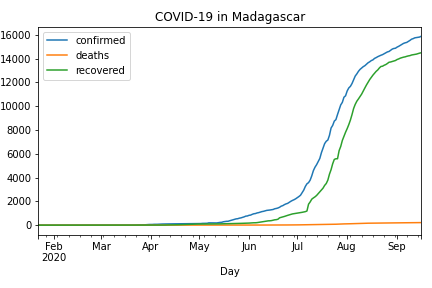 COVID-19 in Madagascar
confirmed
deaths
recovered
16000
14000
12000
10000
8000
6000
4000
2000
0
Feb Mar Apr May Jun Jul Aug Sep
2020
Day